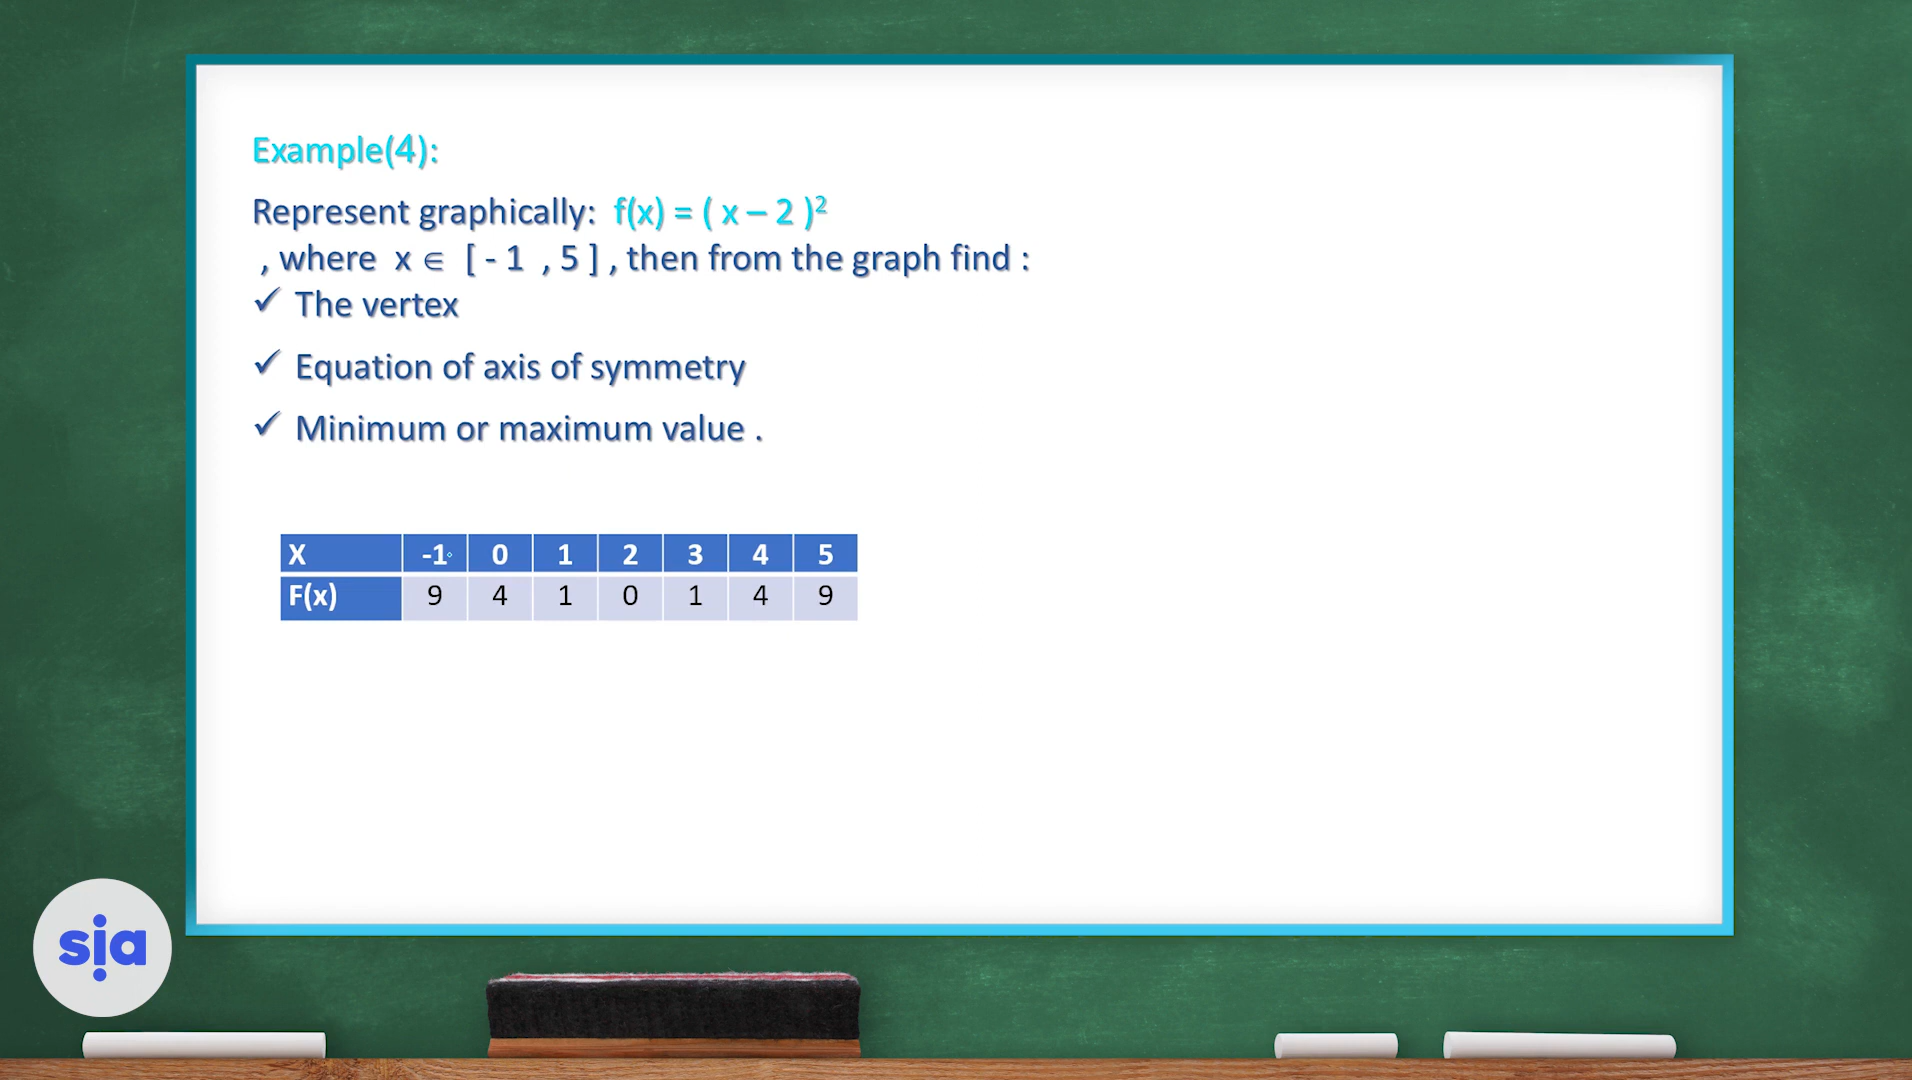 Example(4):
Represent graphically: f(x) = ( x – 2 )²
, where x ∈ [ - 1 , 5 ] , then from the graph find :
✓ The vertex
✓ Equation of axis of symmetry
✓ Minimum or maximum value .
X -1 0 1 2 3 4 5
F(x) 9 4 1 0 1 4 9
sia